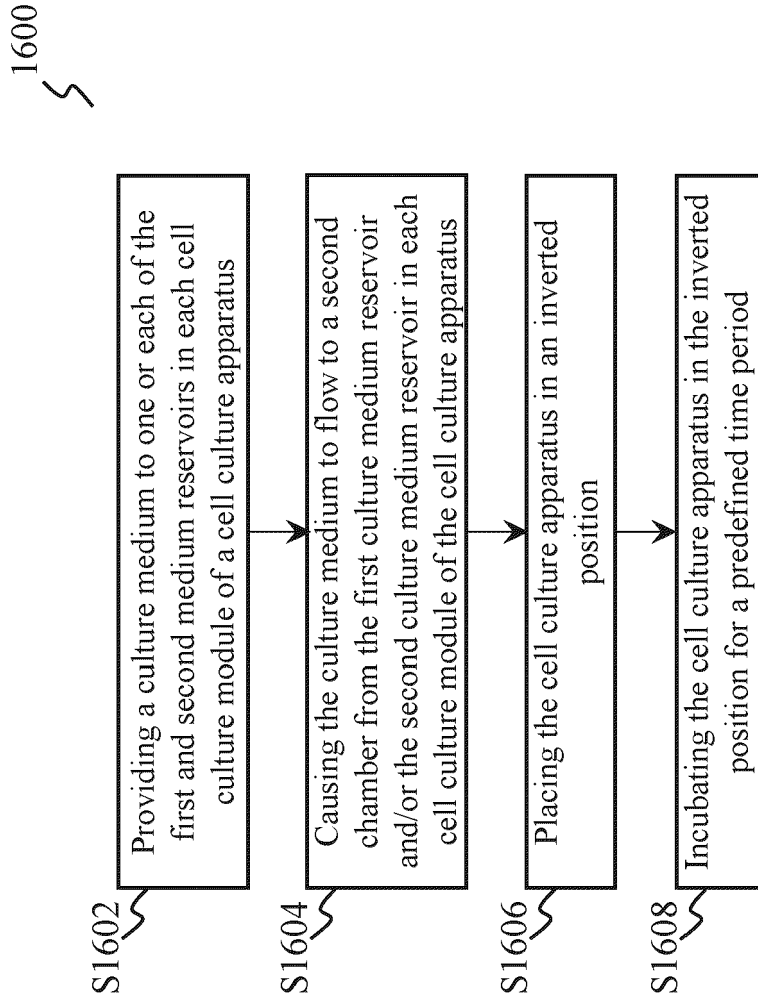 1600
S1602
Providing a culture medium to one or each of the
first and second medium reservoirs in each cell
culture module of a cell culture apparatus
S1604
Causing the culture medium to flow to a second
chamber from the first culture medium reservoir
and/or the second culture medium reservoir in each
cell culture module of the cell culture apparatus
S1606
Placing the cell culture apparatus in an inverted
position
S1608
Incubating the cell culture apparatus in the inverted
position for a predefined time period